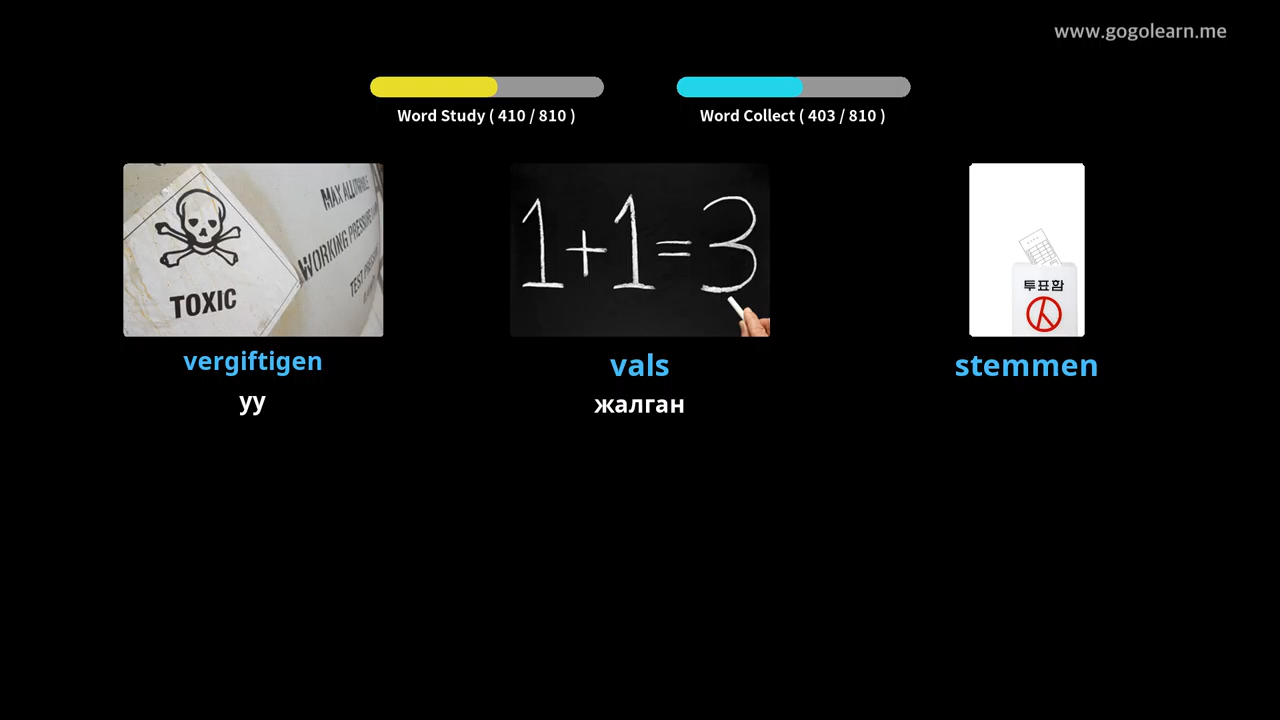 www.gogolearn.me
Word Study ( 410 / 810 )
Word Collect ( 403 / 810 )
MAX ALLOWABLE
WORKING PRESSURE
TEST PRESS
TOXIC
1+1=3
투표함
vergiftigen
vals
stemmen
уу
жалган